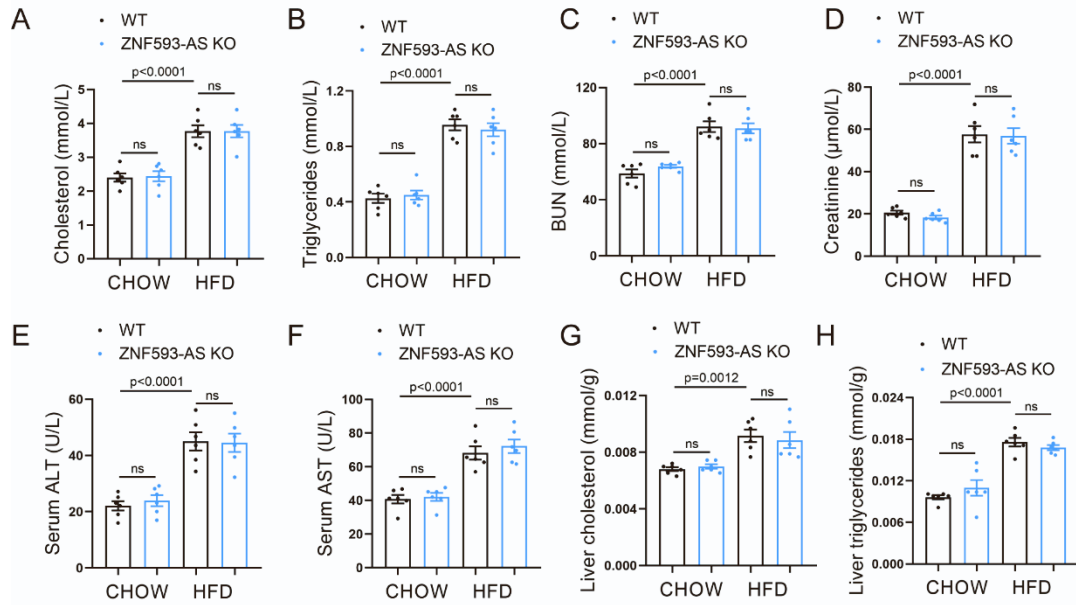 A
WT
ZNF593-AS KO
p<0.0001
ns
ns
Cholesterol (mmol/L)
5
4
3
2
1
0
CHOW
HFD
B
WT
ZNF593-AS KO
p<0.0001
ns
ns
Triglycerides (mmol/L)
1.2
0.8
0.4
0.0
CHOW
HFD
C
WT
ZNF593-AS KO
p<0.0001
ns
ns
BUN (mmol/L)
120
90
60
30
0
CHOW
HFD
D
WT
ZNF593-AS KO
p<0.0001
ns
ns
Creatinine (μmol/L)
80
60
40
20
0
CHOW
HFD
E
WT
ZNF593-AS KO
p<0.0001
ns
ns
Serum ALT (U/L)
60
40
20
0
CHOW
HFD
F
WT
ZNF593-AS KO
p<0.0001
ns
ns
Serum AST (U/L)
100
80
60
40
20
0
CHOW
HFD
G
WT
ZNF593-AS KO
p=0.0012
ns
ns
Liver cholesterol (mmol/g)
0.012
0.008
0.004
0.000
CHOW
HFD
H
WT
ZNF593-AS KO
p<0.0001
ns
ns
Liver triglycerides (mmol/g)
0.024
0.018
0.012
0.006
0.000
CHOW
HFD